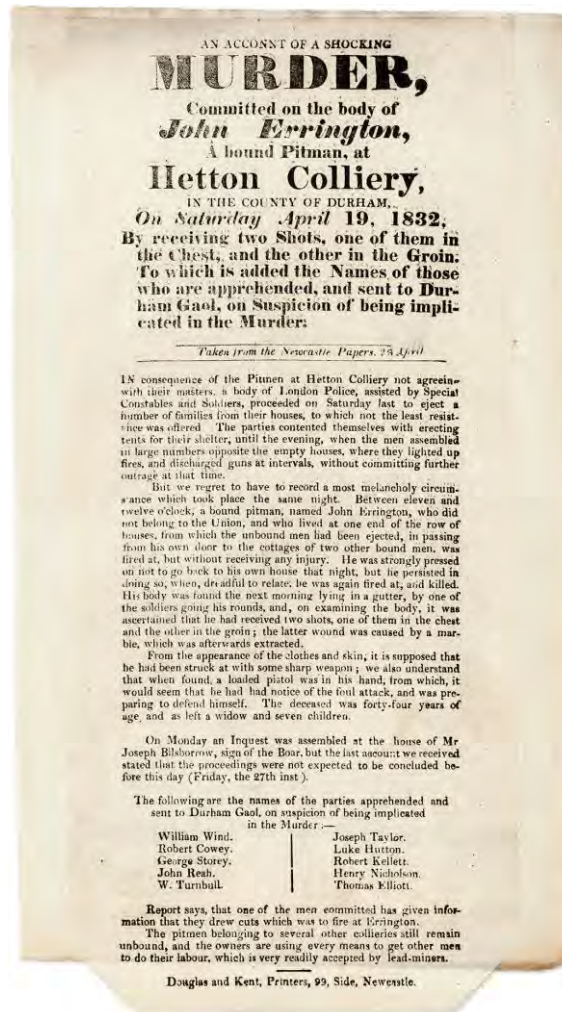 AN ACCONNT OF A SHOCKING
MURDER,
Committed on the body of
John Errington,
A bound Pitman, at
Hetton Colliery,
IN THE COUNTY OF DURHAM,
On Saturday April 19, 1832,
By receiving two Shots, one of them in
the Chest, and the other in the Groin:
To which is added the Names of those
who are apprehended, and sent to Dur-
ham Gaol, on Suspicion of being impli-
cated in the Murder:
Taken from the Newcastle Papers, April
IN consequence of the Pitmen at Hetton Colliery not agreein
with their masters, a body of London Police, assisted by Special
Constables and Soldiers, proceeded on Saturday last to eject a
number of families from their houses, to which not the least resist-
ance was offered The parties contented themselves with erecting
tents for their shelter, until the evening, when the men assembled
in large numbers opposite the empty houses, where they lighted up
fires, and discharged guns at intervals, without committing further
outrage at that time.
But we regret to have to record a most melancholy circum-
stance which took place the same night. Between eleven and
twelve o'clock, a bound pitman, named John Errington, who did
not belong to the Union, and who lived at one end of the row of
houses, from which the unbound men had been ejected, in passing
from his own door to the cottages of two other bound men, was
fired at, but without receiving any injury. He was strongly pressed
on not to go back to his own house that night, but he persisted in
doing so, when, dreadful to relate, he was again fired at, and killed.
His body was found the next morning lying in a gutter, by one of
the soldiers going his rounds, and, on examining the body, it was
ascertained that he had received two shots, one of them in the chest
and the other in the groin; the latter wound was caused by a mar-
ble, which was afterwards extracted.
From the appearance of the clothes and skin, it is supposed that
he had been struck at with some sharp weapon; we also understand
that when found, a loaded pistol was in his hand, from which, it
would seem that he had had notice of the foul attack, and was pre-
paring to defend himself. The deceased was forty-four years of
age, and as left a widow and seven children.
On Monday an Inquest was assembled at the house of Mr
Joseph Bilsborrow, sign of the Boar, but the last account we received
stated that the proceedings were not expected to be concluded be-
fore this day (Friday, the 27th inst).
The following are the names of the parties apprehended and
sent to Durham Gaol, on suspicion of being implicated
in the Murder:—
William Wind.
Robert Cowey.
George Storey.
John Reah.
W. Turnbull.
Joseph Taylor.
Luke Hutton.
Robert Kellett.
Henry Nicholson.
Thomas Elliott.
Report says, that one of the men committed has given infor-
mation that they drew cuts which was to fire at Errington.
The pitmen belonging to several other collieries still remain
unbound, and the owners are using every means to get other men
to do their labour, which is very readily accepted by lead-miners.
Douglas and Kent, Printers, 99, Side, Newcastle.